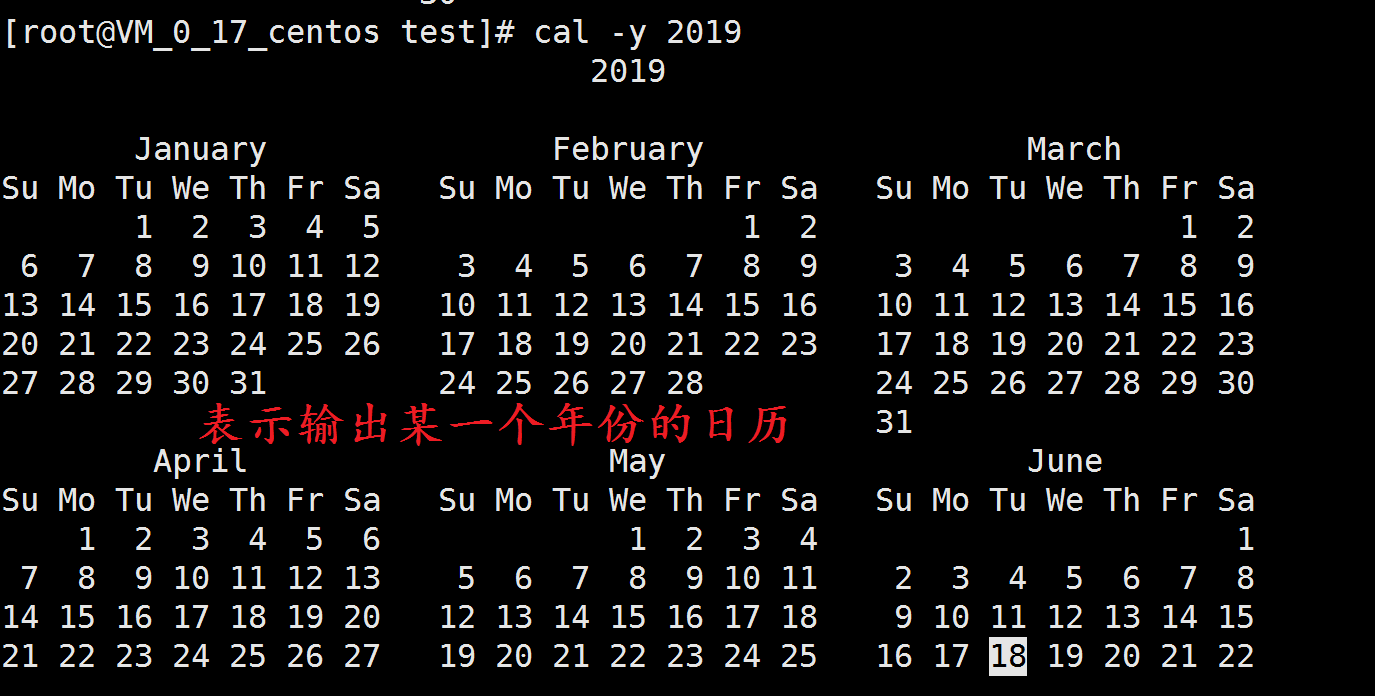 [root@VM_0_17_centos test]# cal -y 2019
2019
January February March
Su Mo Tu We Th Fr Sa Su Mo Tu We Th Fr Sa Su Mo Tu We Th Fr Sa
1 2 3 4 5 1 2 1 2
6 7 8 9 10 11 12 3 4 5 6 7 8 9 3 4 5 6 7 8 9
13 14 15 16 17 18 19 10 11 12 13 14 15 16 10 11 12 13 14 15 16
20 21 22 23 24 25 26 17 18 19 20 21 22 23 17 18 19 20 21 22 23
27 28 29 30 31 24 25 26 27 28 24 25 26 27 28 29 30
表示输出某一个年份的日历 31
April May June
Su Mo Tu We Th Fr Sa Su Mo Tu We Th Fr Sa Su Mo Tu We Th Fr Sa
1 2 3 4 5 6 1 2 3 4 1
7 8 9 10 11 12 13 5 6 7 8 9 10 11 2 3 4 5 6 7 8
14 15 16 17 18 19 20 12 13 14 15 16 17 18 9 10 11 12 13 14 15
21 22 23 24 25 26 27 19 20 21 22 23 24 25 16 17 18 19 20 21 22